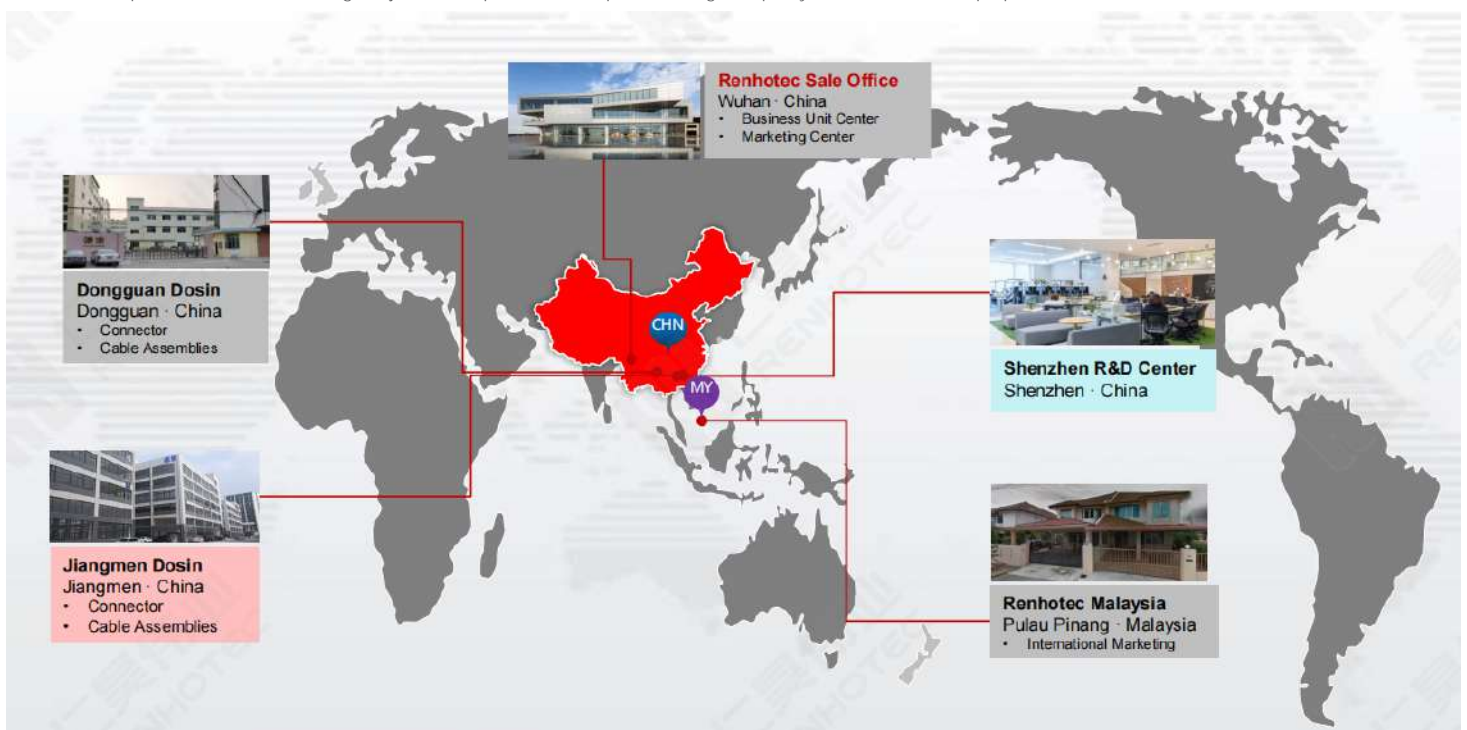 Renhotec Sale Office
Wuhan · China
• Business Unit Center
• Marketing Center
Dongguan Dosin
Dongguan · China
• Connector
• Cable Assemblies
CHN
MY
Shenzhen R&D Center
Shenzhen · China
Jiangmen Dosin
Jiangmen · China
• Connector
• Cable Assemblies
Renhotec Malaysia
Pulau Pinang · Malaysia
• International Marketing
RENHOTEC